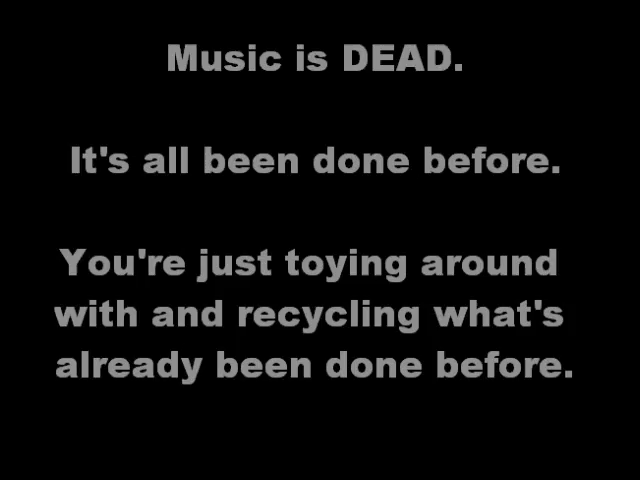 Music is DEAD.
It's all been done before.
You're just toying around
with and recycling what's
already been done before.